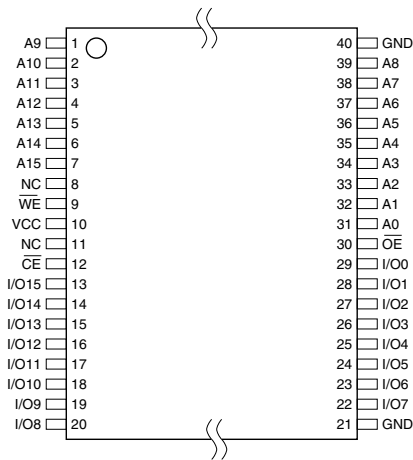 A9 1 40 GND
A10 2 39 A8
A11 3 38 A7
A12 4 37 A6
A13 5 36 A5
A14 6 35 A4
A15 7 34 A3
NC 8 33 A2
W̅E̅ 9 32 A1
VCC 10 31 A0
NC 11 30 O̅E̅
C̅E̅ 12 29 I/O0
I/O15 13 28 I/O1
I/O14 14 27 I/O2
I/O13 15 26 I/O3
I/O12 16 25 I/O4
I/O11 17 24 I/O5
I/O10 18 23 I/O6
I/O9 19 22 I/O7
I/O8 20 21 GND